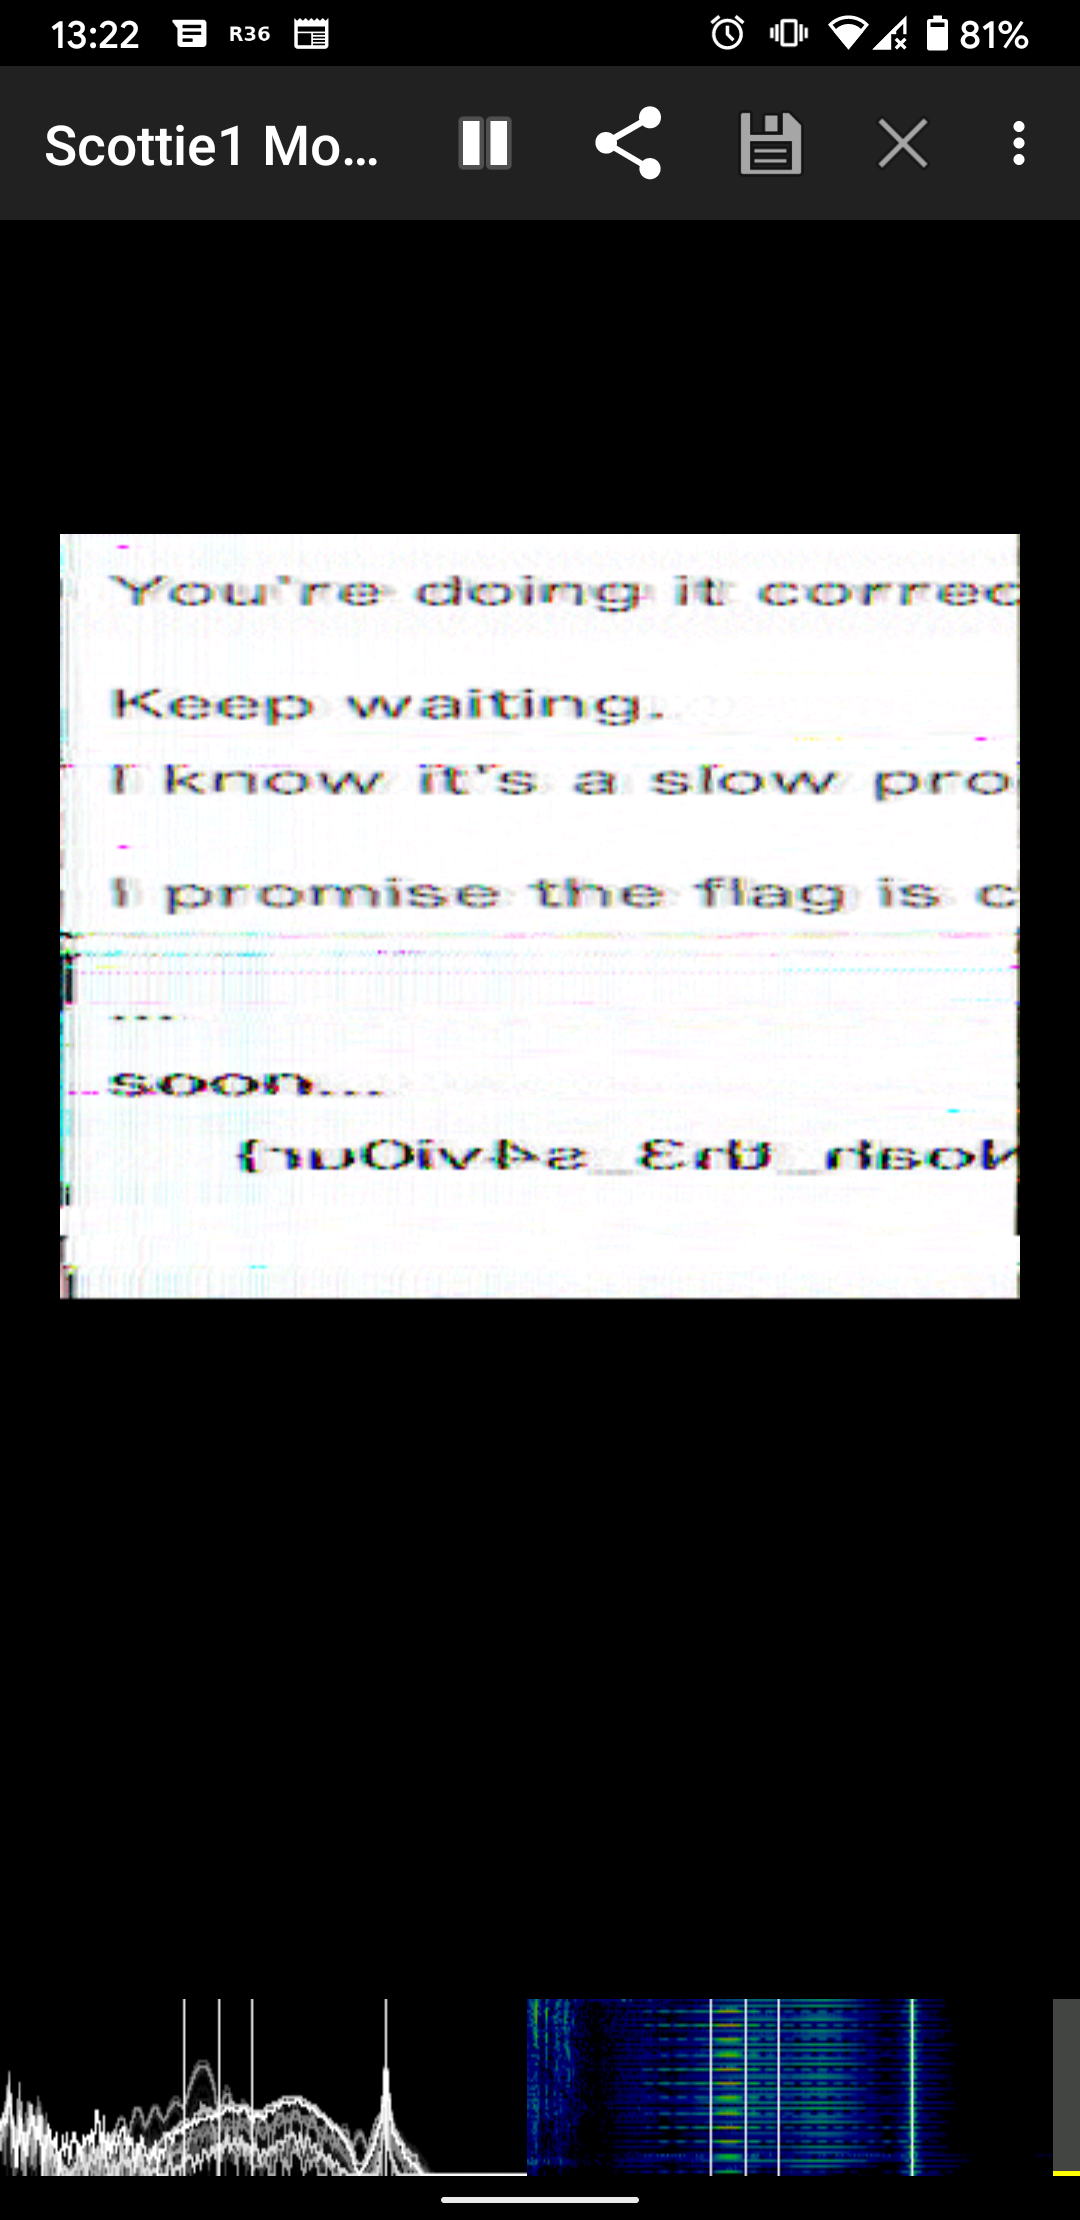 13:22 R36 81%
Scottie1 Mo...
You're doing it correc
Keep waiting.
I know it's a slow pro
I promise the flag is c
...
soon...